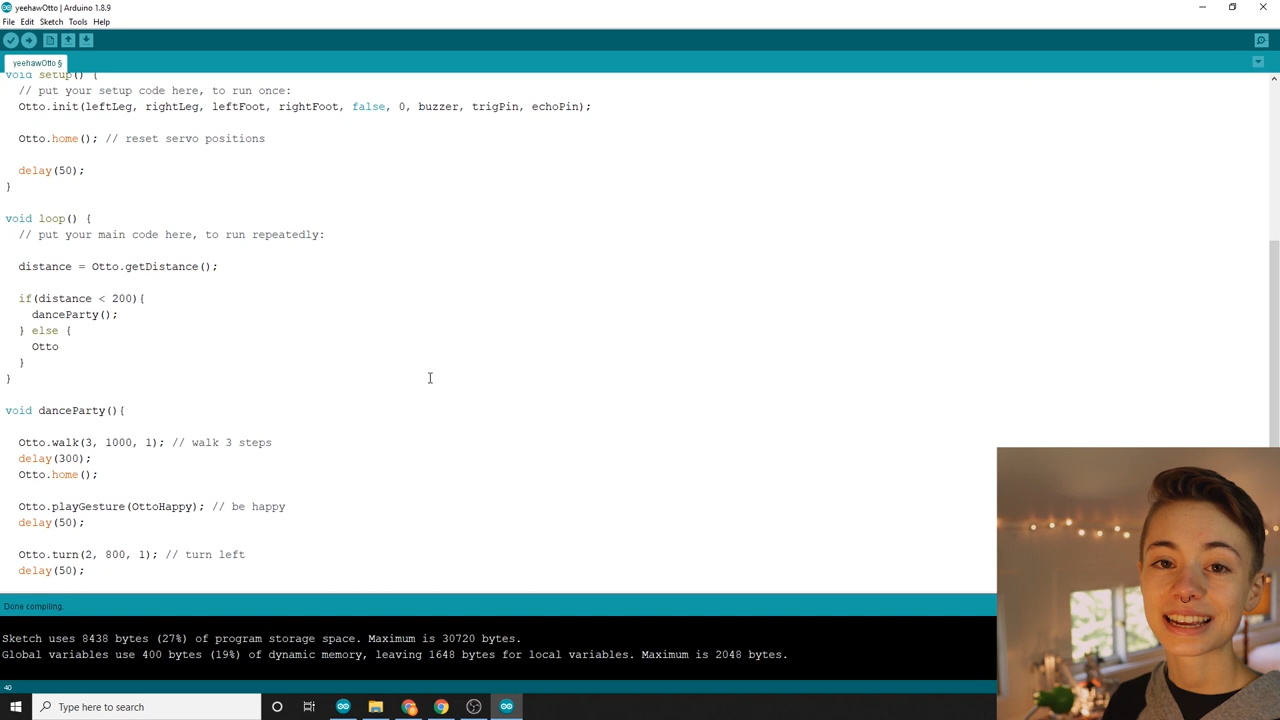 yeehawOtto | Arduino 1.8.9
File Edit Sketch Tools Help
yeehawOtto §
void setup() {
// put your setup code here, to run once:
Otto.init(leftLeg, rightLeg, leftFoot, rightFoot, false, 0, buzzer, trigPin, echoPin);
Otto.home(); // reset servo positions
delay(50);
}
void loop() {
// put your main code here, to run repeatedly:
distance = Otto.getDistance();
if(distance < 200){
danceParty();
} else {
Otto
}
}
void danceParty(){
Otto.walk(3, 1000, 1); // walk 3 steps
delay(300);
Otto.home();
Otto.playGesture(OttoHappy); // be happy
delay(50);
Otto.turn(2, 800, 1); // turn left
delay(50);
Done compiling.
Sketch uses 8438 bytes (27%) of program storage space. Maximum is 30720 bytes.
Global variables use 400 bytes (19%) of dynamic memory, leaving 1648 bytes for local variables. Maximum is 2048 bytes.
40
Type here to search